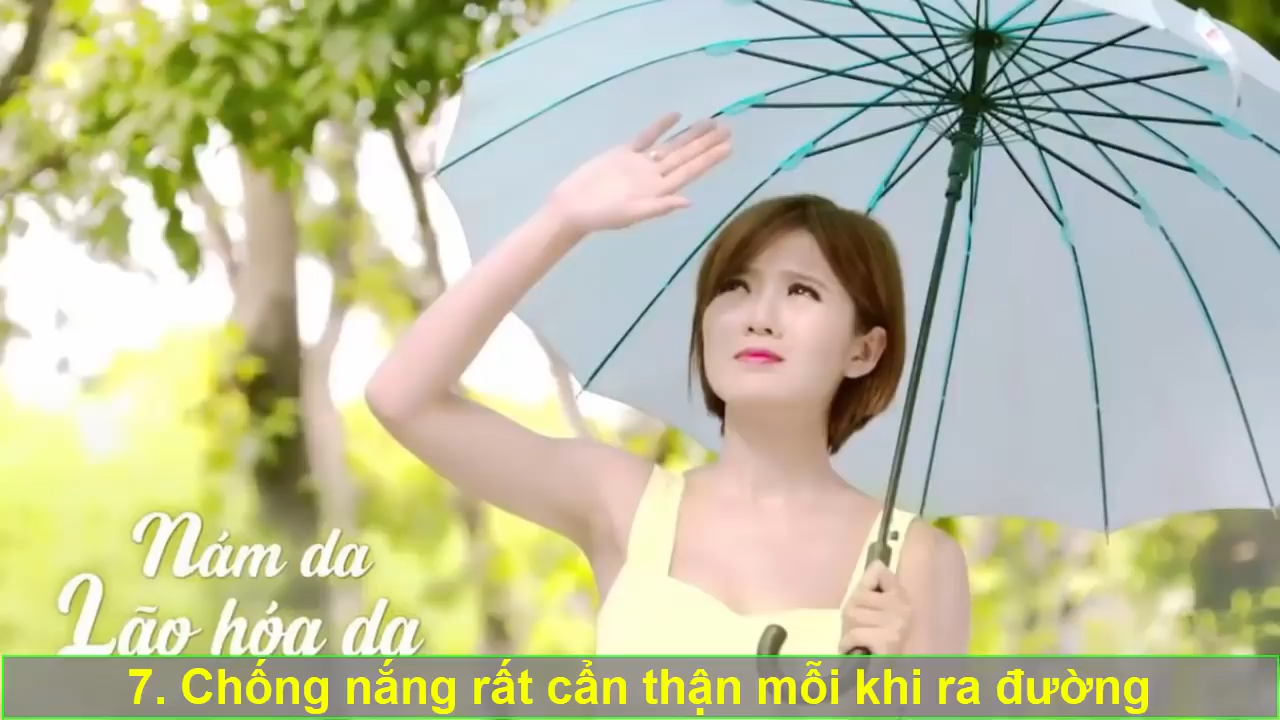 Nám da
Lão hóa da
7. Chống nắng rất cẩn thận mỗi khi ra đường